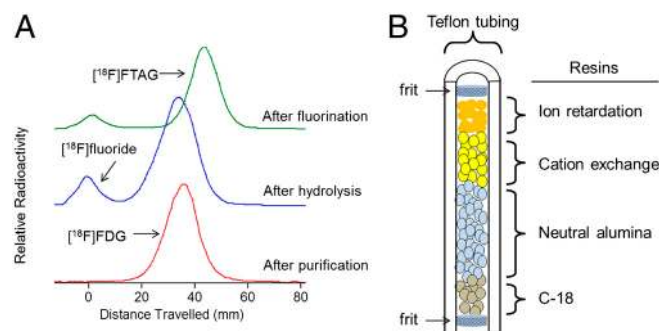 A
[¹⁸F]FTAG
After fluorination
[¹⁸F]fluoride
After hydrolysis
[¹⁸F]FDG
After purification
Relative Radioactivity
0 20 40 60 80
Distance Travelled (mm)
B
Teflon tubing
Resins
frit
Ion retardation
Cation exchange
Neutral alumina
C-18
frit